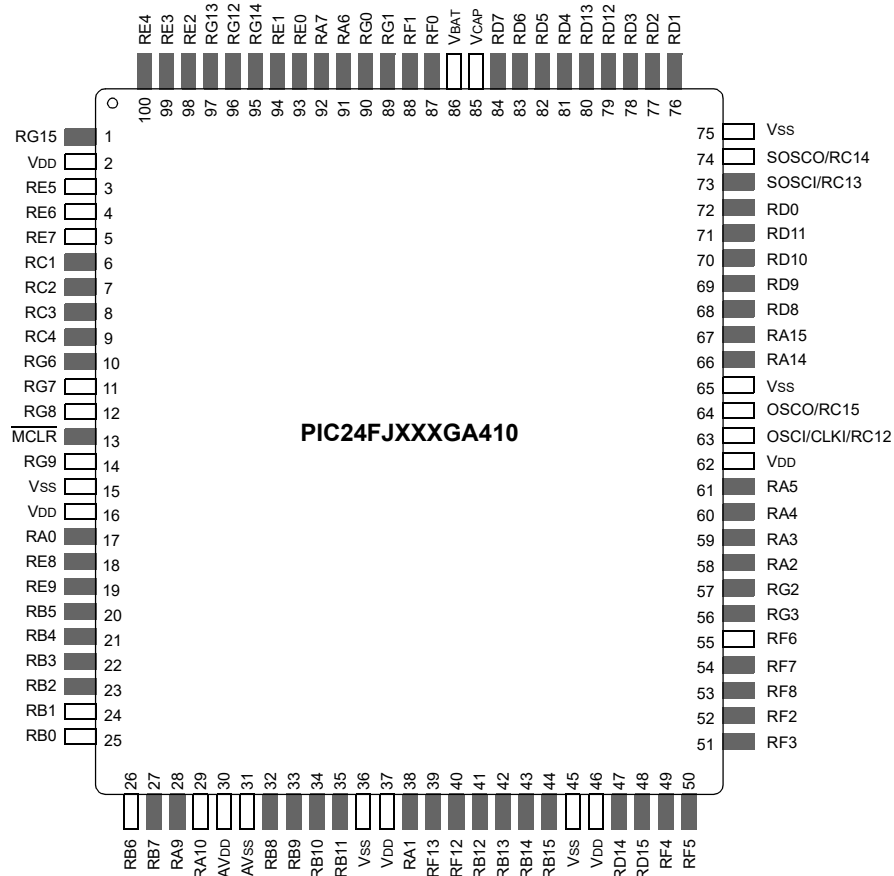 RE4 RE3 RE2 RG13 RG12 RG14 RE1 RE0 RA7 RA6 RG0 RG1 RF1 RF0 VBAT VCAP RD7 RD6 RD5 RD4 RD13 RD12 RD3 RD2 RD1
100 99 98 97 96 95 94 93 92 91 90 89 88 87 86 85 84 83 82 81 80 79 78 77 76
RG15 1
VDD 2
RE5 3
RE6 4
RE7 5
RC1 6
RC2 7
RC3 8
RC4 9
RG6 10
RG7 11
RG8 12
MCLR 13
RG9 14
VSS 15
VDD 16
RA0 17
RE8 18
RE9 19
RB5 20
RB4 21
RB3 22
RB2 23
RB1 24
RB0 25
PIC24FJXXXGA410
75 VSS
74 SOSCO/RC14
73 SOSCI/RC13
72 RD0
71 RD11
70 RD10
69 RD9
68 RD8
67 RA15
66 RA14
65 VSS
64 OSCO/RC15
63 OSCI/CLKI/RC12
62 VDD
61 RA5
60 RA4
59 RA3
58 RA2
57 RG2
56 RG3
55 RF6
54 RF7
53 RF8
52 RF2
51 RF3
26 27 28 29 30 31 32 33 34 35 36 37 38 39 40 41 42 43 44 45 46 47 48 49 50
RB6 RB7 RA9 RA10 AVDD AVSS RB8 RB9 RB10 RB11 VSS VDD RA1 RF13 RF12 RB12 RB13 RB14 RB15 VSS VDD RD14 RD15 RF4 RF5